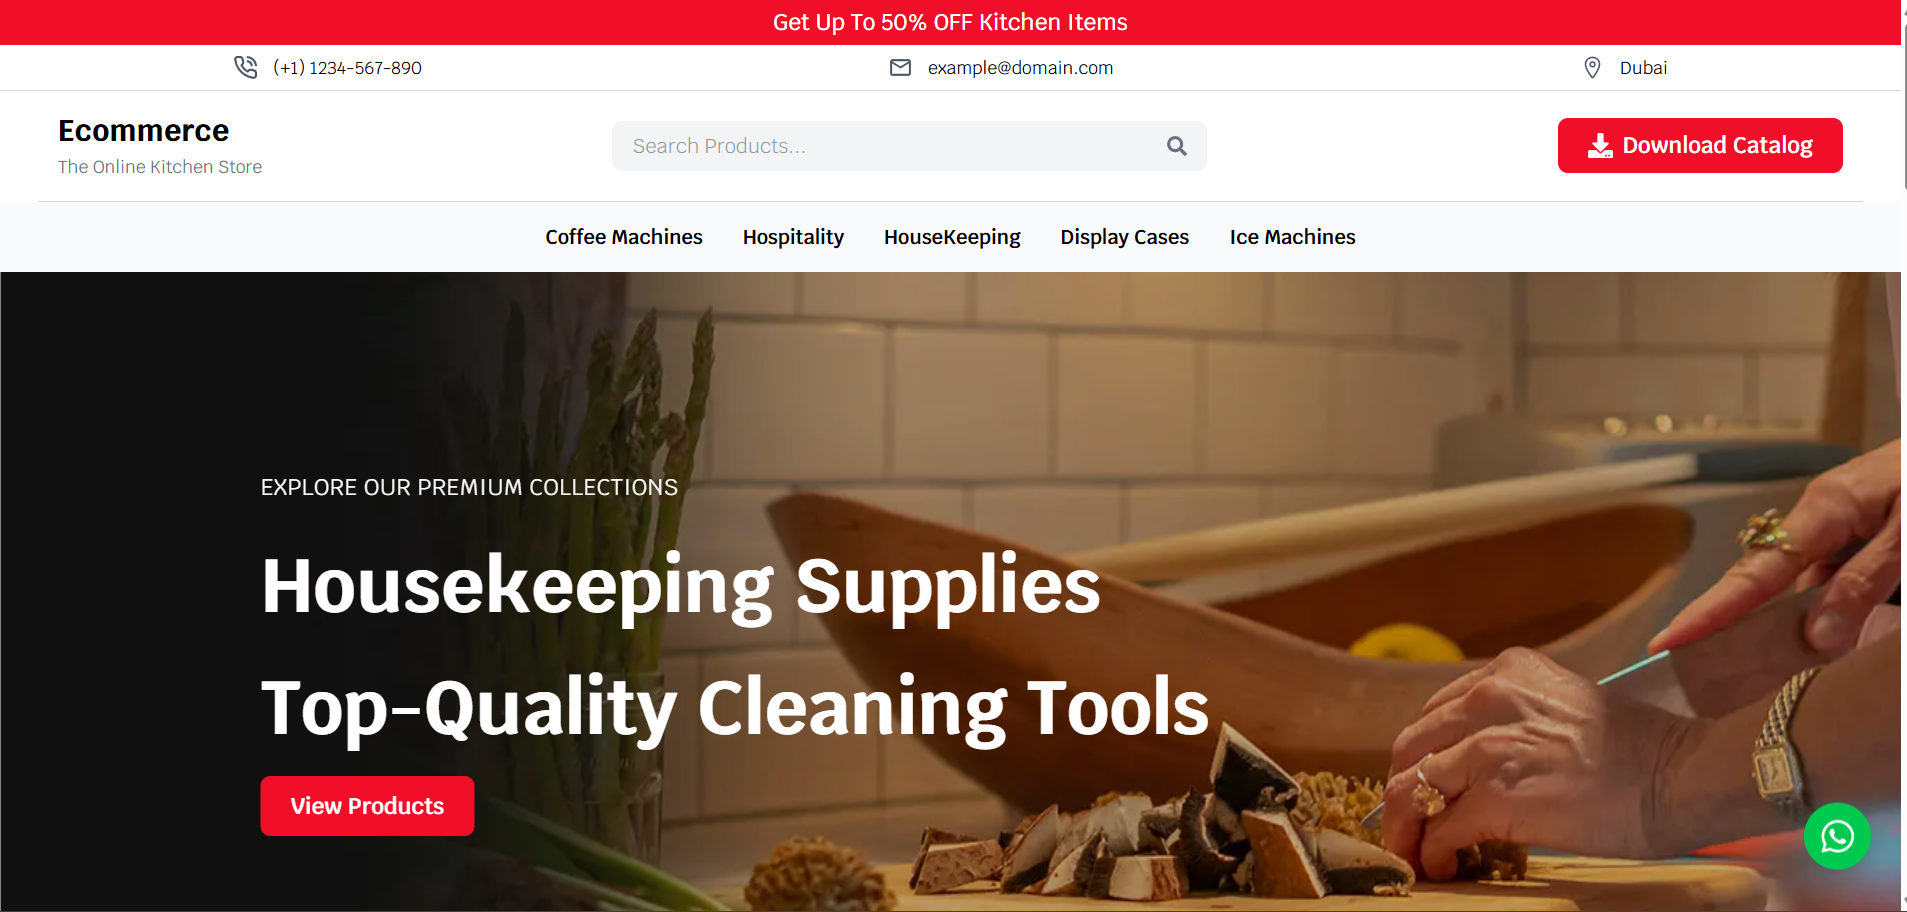 Get Up To 50% OFF Kitchen Items
(+1) 1234-567-890
example@domain.com
Dubai
Ecommerce
The Online Kitchen Store
Search Products...
Download Catalog
Coffee Machines
Hospitality
HouseKeeping
Display Cases
Ice Machines
EXPLORE OUR PREMIUM COLLECTIONS
Housekeeping Supplies
Top-Quality Cleaning Tools
View Products